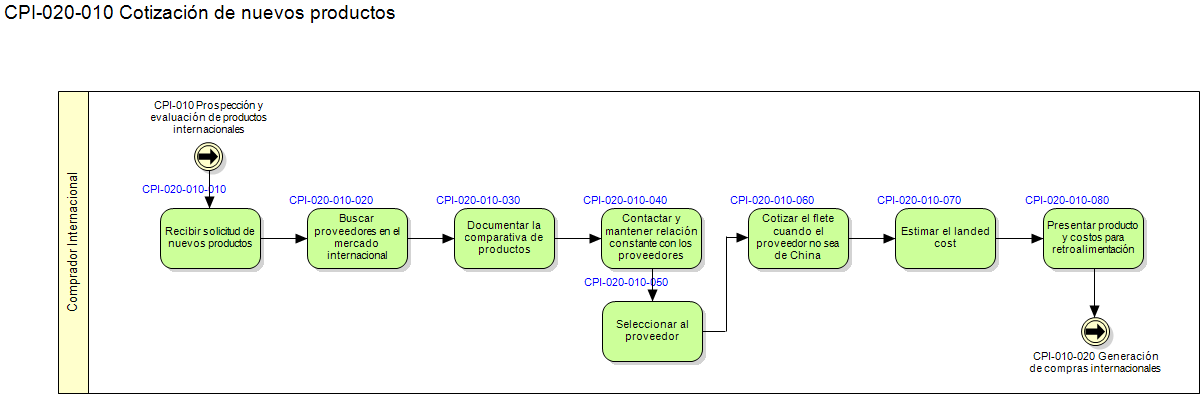 CPI-020-010 Cotización de nuevos productos
Comprador Internacional
CPI-010 Prospección y
evaluación de productos
internacionales
CPI-020-010-010
Recibir solicitud de
nuevos productos
CPI-020-010-020
Buscar
proveedores en el
mercado
internacional
CPI-020-010-030
Documentar la
comparativa de
productos
CPI-020-010-040
Contactar y
mantener relación
constante con los
proveedores
CPI-020-010-050
Seleccionar al
proveedor
CPI-020-010-060
Cotizar el flete
cuando el
proveedor no sea
de China
CPI-020-010-070
Estimar el landed
cost
CPI-020-010-080
Presentar producto
y costos para
retroalimentación
CPI-010-020 Generación
de compras internacionales